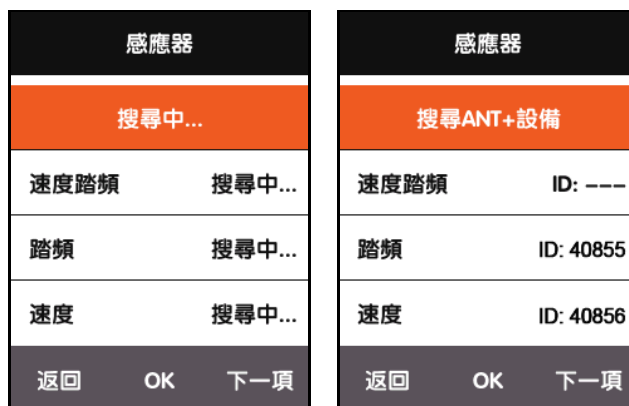 感應器
搜尋中...
速度踏頻 搜尋中...
踏頻 搜尋中...
速度 搜尋中...
返回 OK 下一項
感應器
搜尋ANT+設備
速度踏頻 ID: ---
踏頻 ID: 40855
速度 ID: 40856
返回 OK 下一項